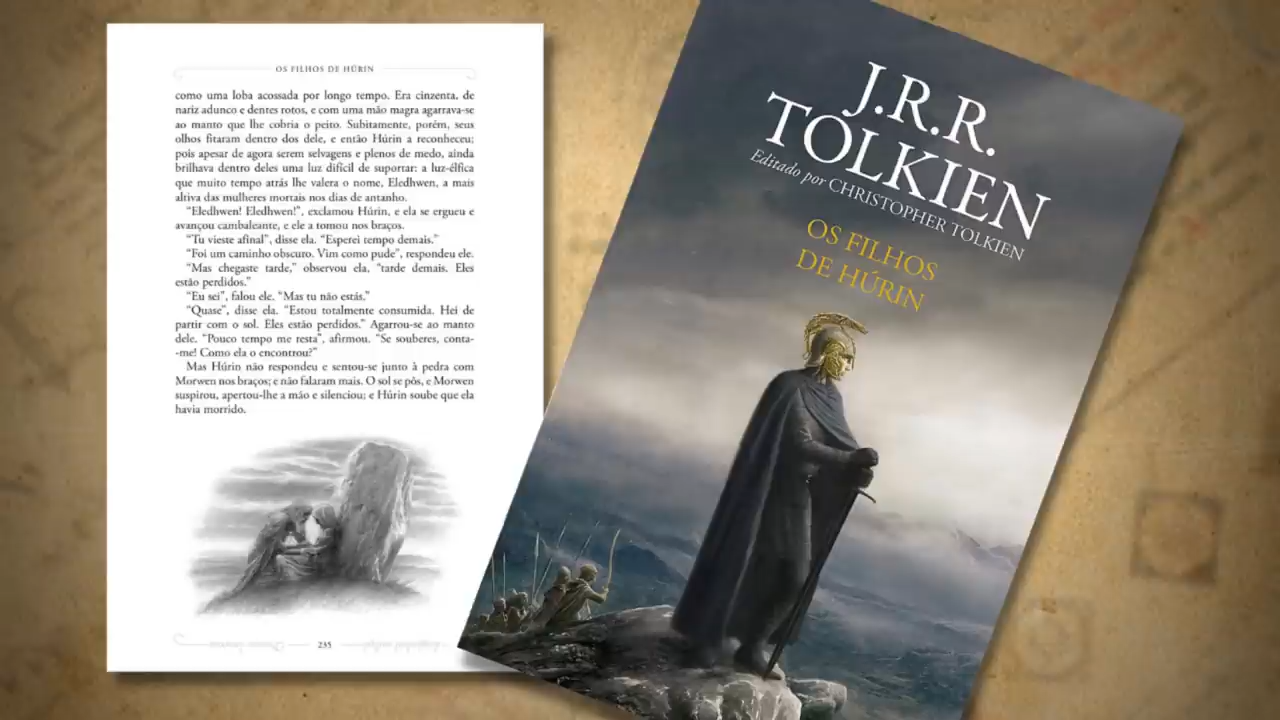 OS FILHOS DE HÚRIN
como uma loba acossada por longo tempo. Era cinzenta, de
nariz adunco e dentes rotos, e com uma mão magra agarrava-se
ao manto que lhe cobria o peito. Subitamente, porém, seus
olhos fitaram dentro dos dele, e então Húrin a reconheceu;
pois apesar de agora serem selvagens e plenos de medo, ainda
brilhava dentro deles uma luz difícil de suportar: a luz-élfica
que muito tempo atrás lhe valera o nome, Eledhwen, a mais
altiva das mulheres mortais nos dias de antanho.
“Eledhwen! Eledhwen!”, exclamou Húrin, e ela se ergueu e
avançou cambaleante, e ele a tomou nos braços.
“Tu vieste afinal”, disse ela. “Esperei tempo demais.”
“Foi um caminho obscuro. Vim como pude”, respondeu ele.
“Mas chegaste tarde,” observou ela, “tarde demais. Eles
estão perdidos.”
“Eu sei”, falou ele. “Mas tu não estás.”
“Quase”, disse ela. “Estou totalmente consumida. Hei de
partir com o sol. Eles estão perdidos.” Agarrou-se ao manto
dele. “Pouco tempo me resta”, afirmou. “Se souberes, conta-
-me! Como ela o encontrou?”
Mas Húrin não respondeu e sentou-se junto à pedra com
Morwen nos braços; e não falaram mais. O sol se pôs, e Morwen
suspirou, apertou-lhe a mão e silenciou; e Húrin soube que ela
havia morrido.
235
J.R.R.
TOLKIEN
Editado por CHRISTOPHER TOLKIEN
OS FILHOS
DE HÚRIN